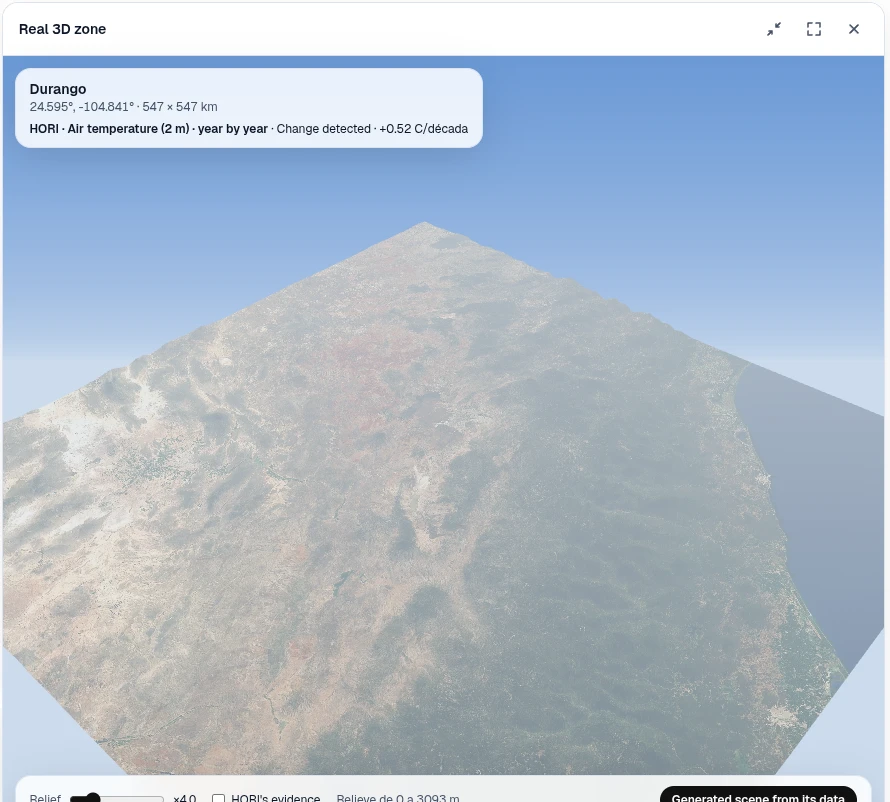 Real 3D zone
Durango
24.595°, -104.841° · 547 × 547 km
HORI · Air temperature (2 m) · year by year · Change detected · +0.52 C/década
Relief ×4.0 HORI's evidence Relieve de 0 a 3093 m Generated scene from its data